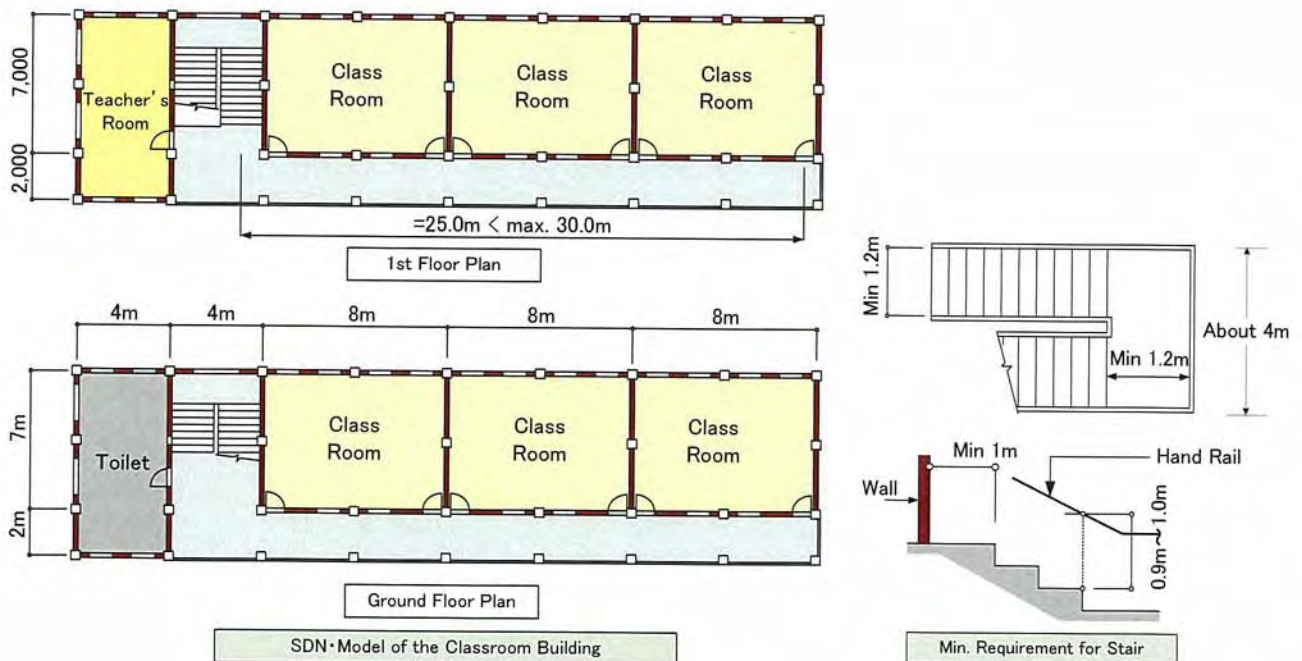 7,000
2,000
Teacher's
Room
Class
Room
Class
Room
Class
Room
=25.0m < max. 30.0m
1st Floor Plan
4m
4m
8m
8m
8m
7m
2m
Toilet
Class
Room
Class
Room
Class
Room
Ground Floor Plan
SDN・Model of the Classroom Building
Min 1.2m
Min 1.2m
About 4m
Min 1m
Hand Rail
Wall
0.9m～1.0m
Min. Requirement for Stair